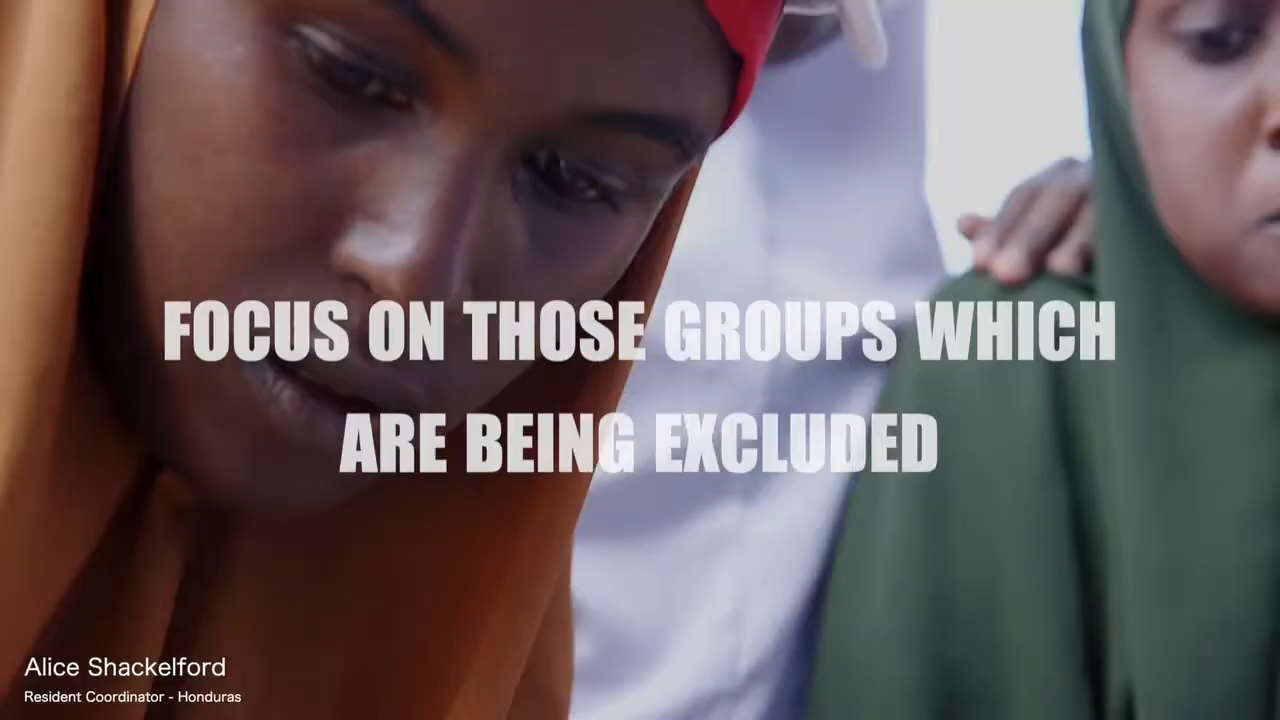 FOCUS ON THOSE GROUPS WHICH
ARE BEING EXCLUDED
Alice Shackelford
Resident Coordinator - Honduras